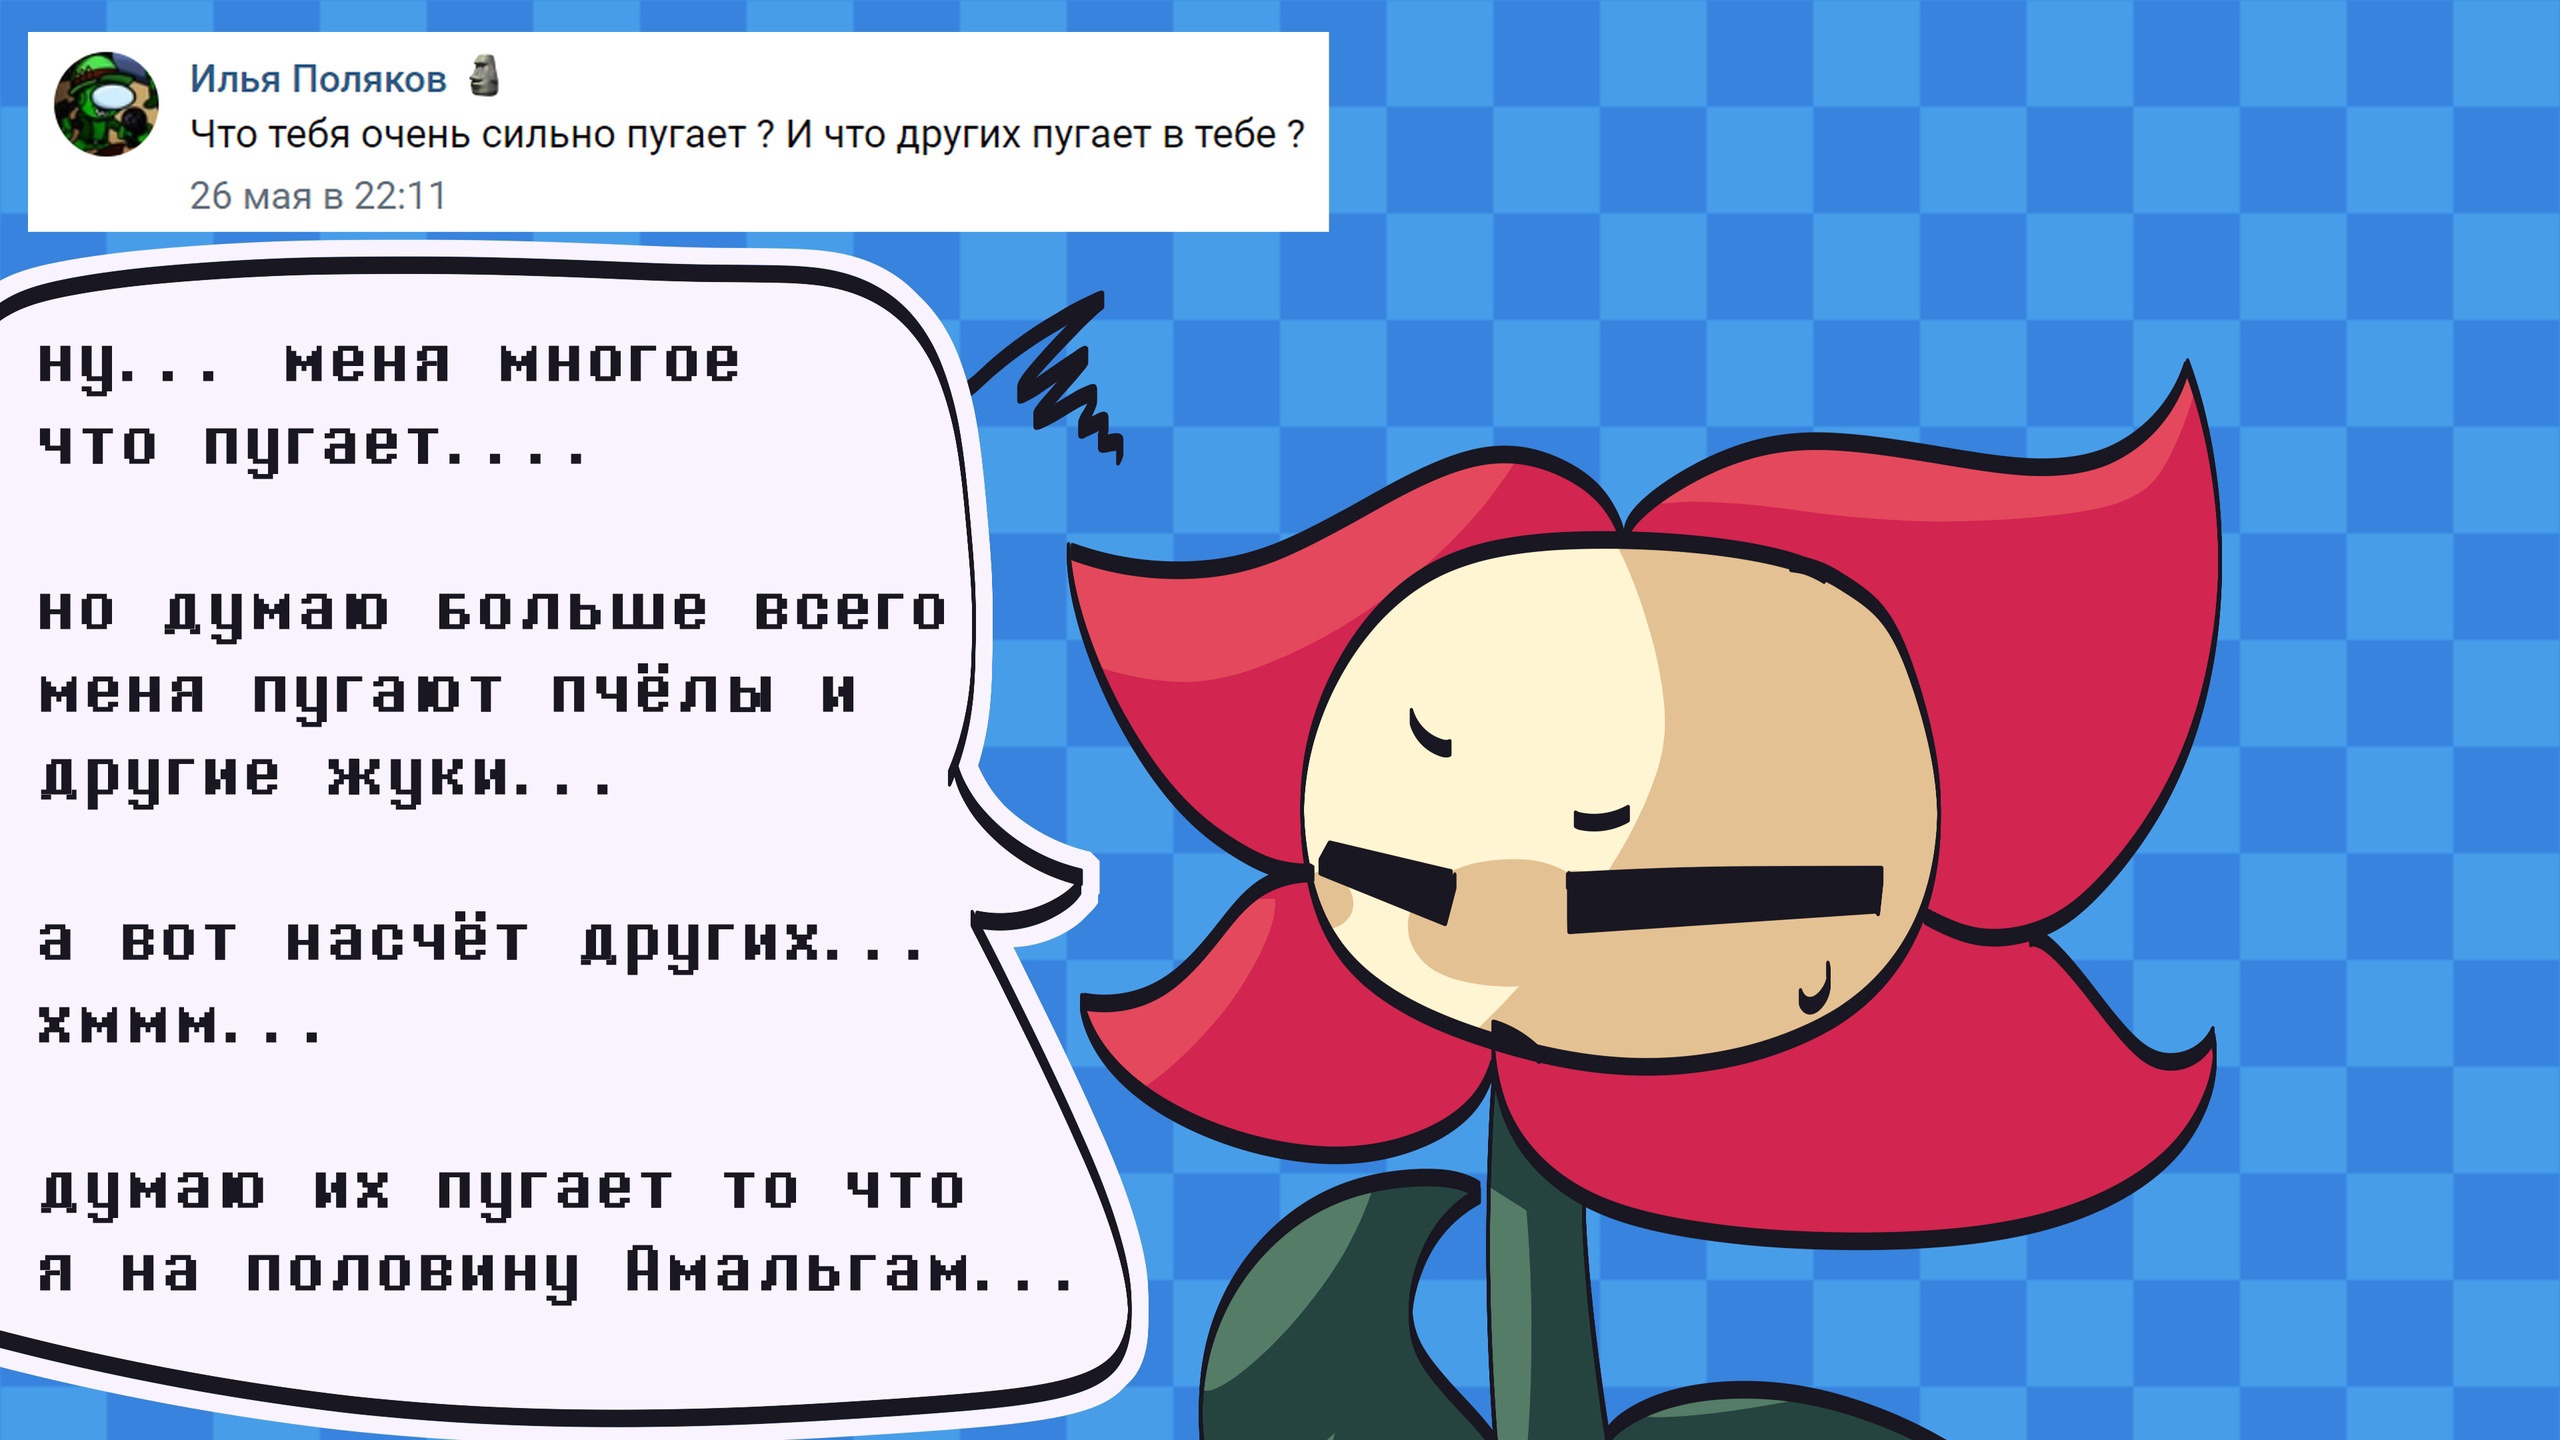 Илья Поляков 🗿
Что тебя очень сильно пугает ? И что других пугает в тебе ?
26 мая в 22:11
ну... меня многое
что пугает....
но думаю больше всего
меня пугают пчёлы и
другие жуки...
а вот насчёт других...
хммм...
думаю их пугает то что
я на половину Амальгам...